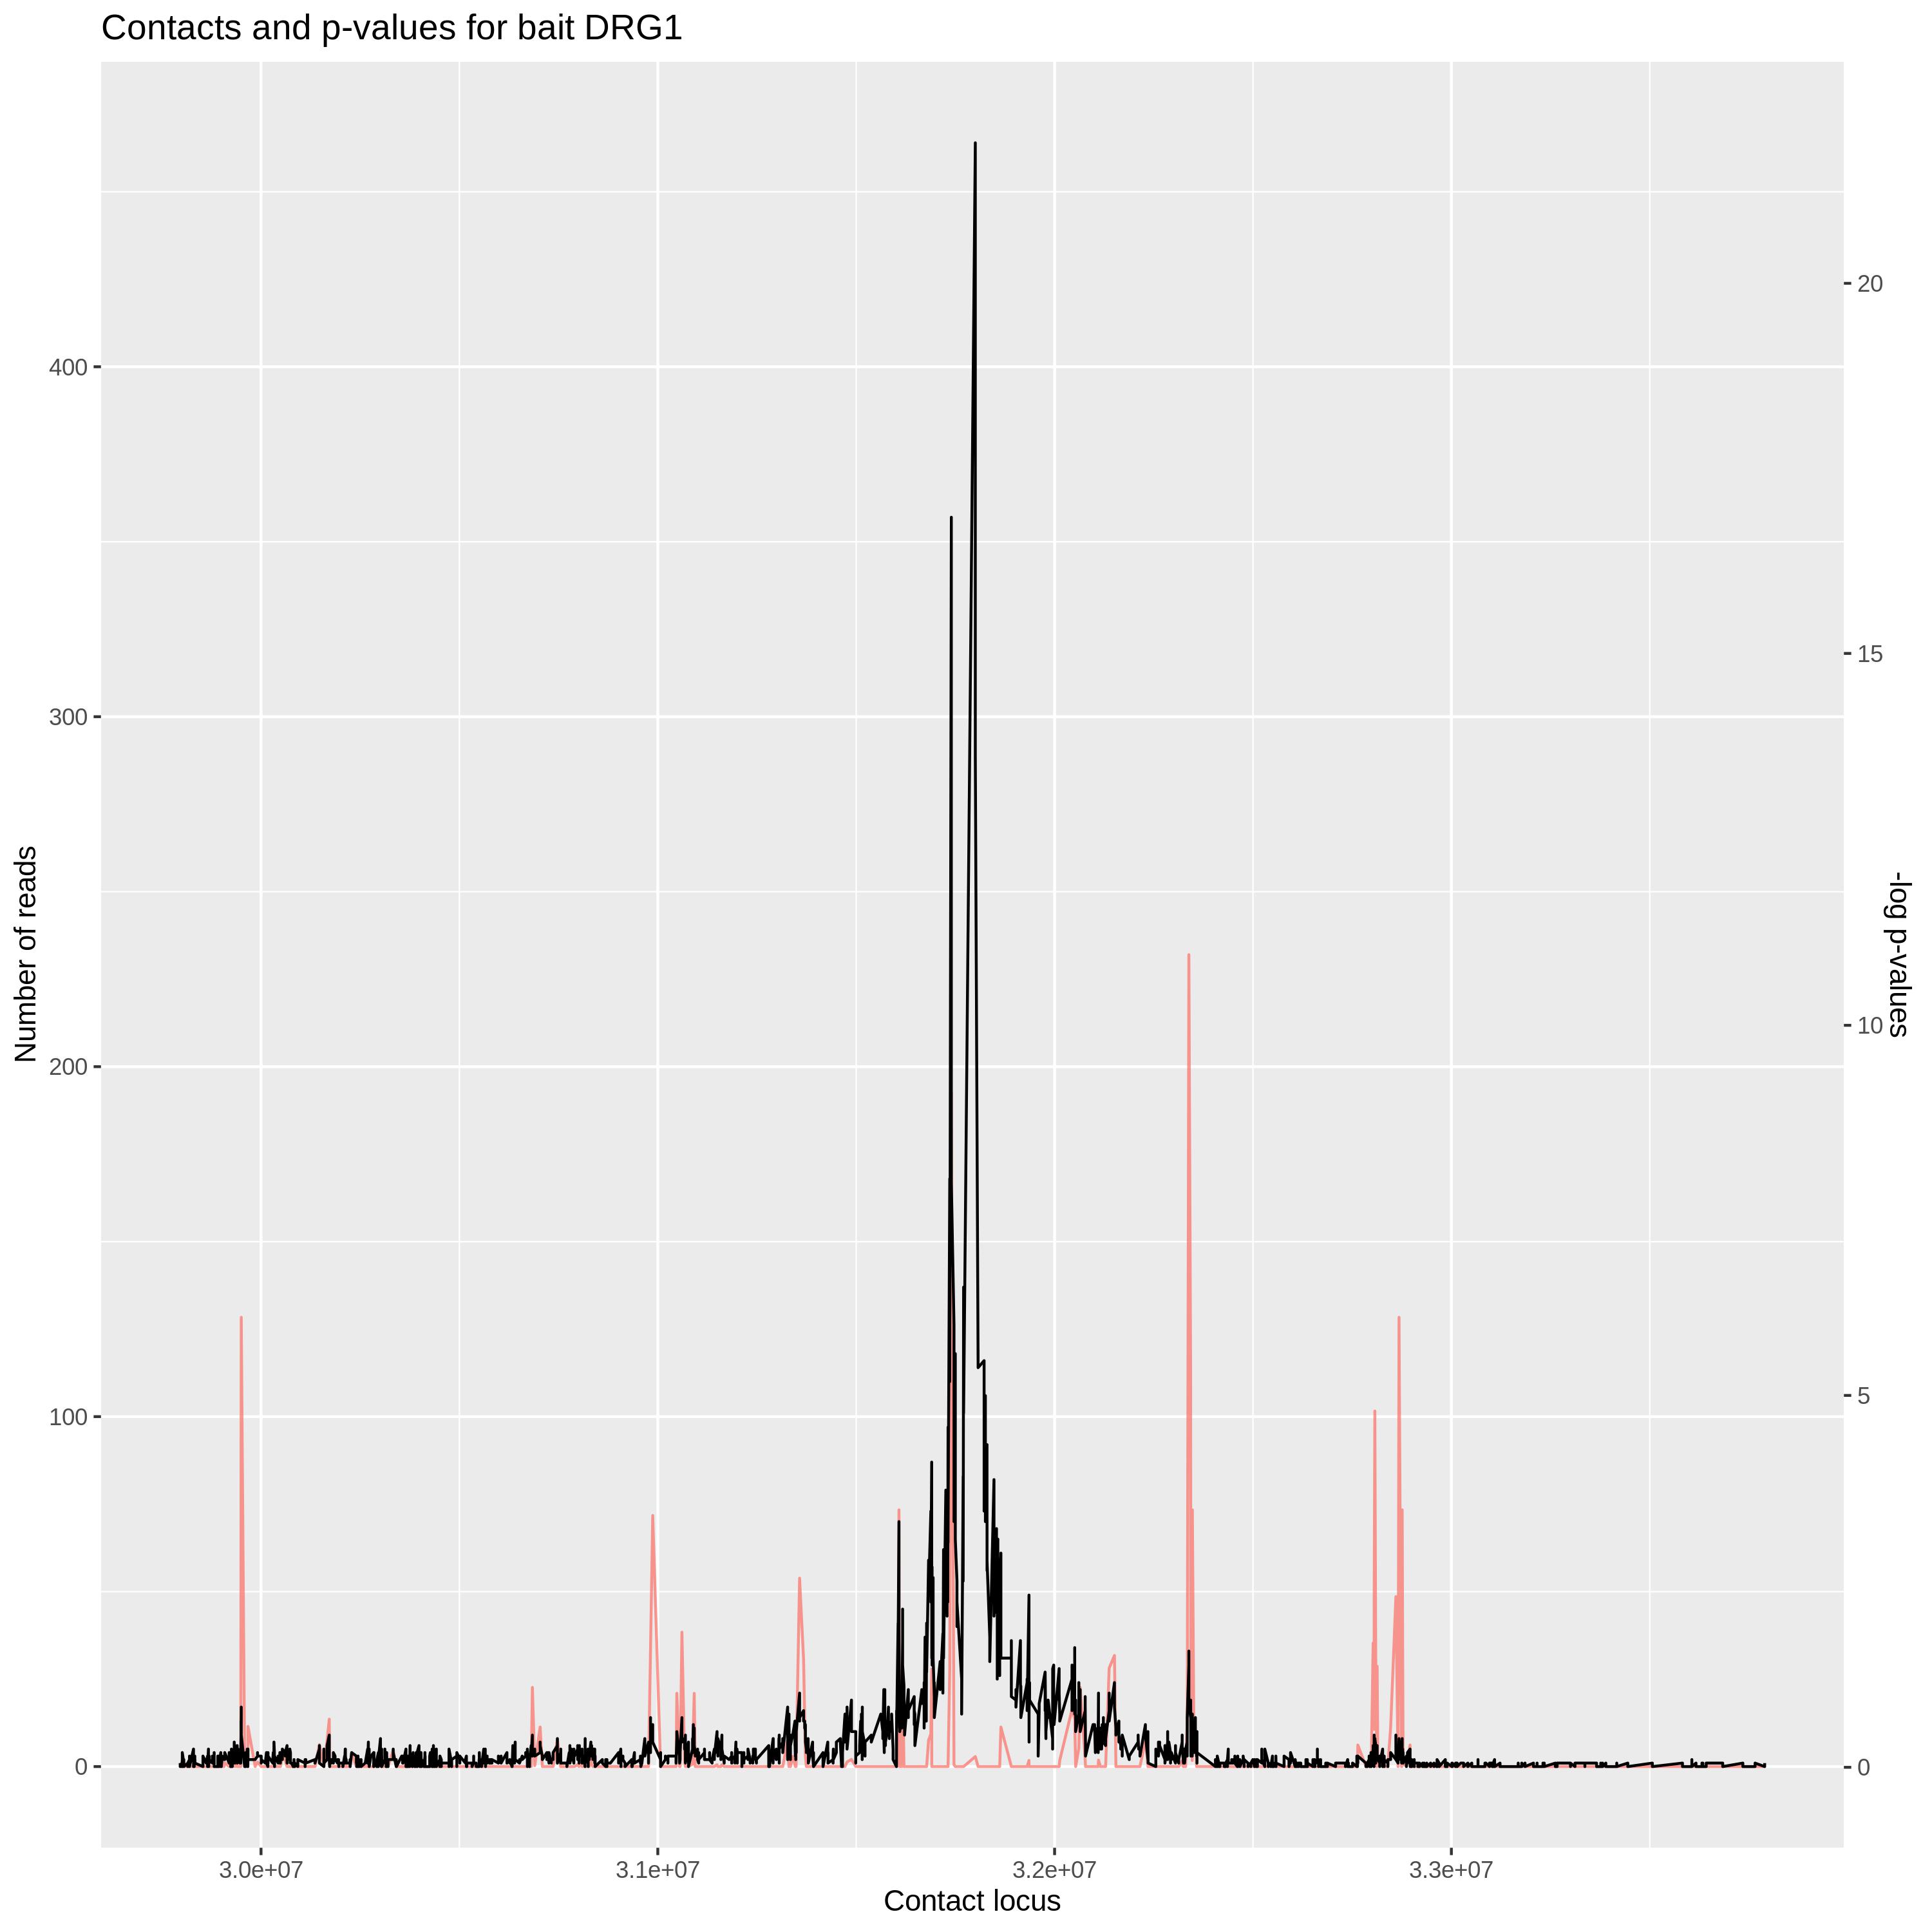 Contacts and p-values for bait DRG1
400
300
200
100
0
20
15
10
5
0
Number of reads
-log p-values
3.0e+07 3.1e+07 3.2e+07 3.3e+07
Contact locus